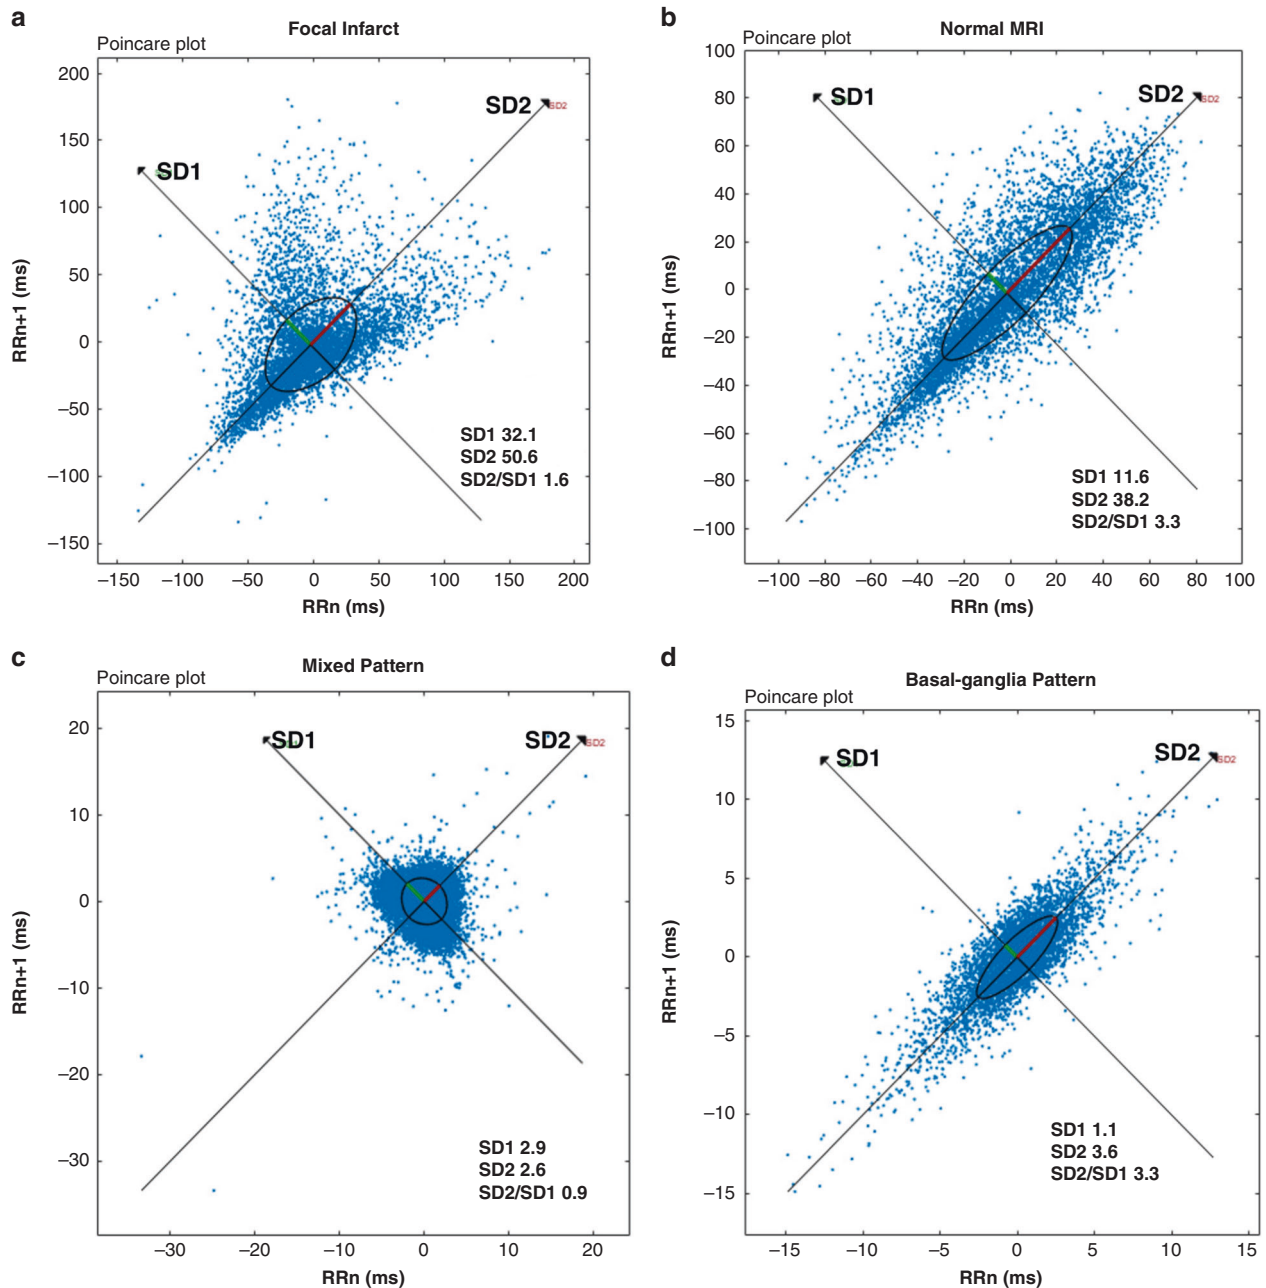 a
Focal Infarct
Poincare plot
200
150
100
50
0
−50
−100
−150
RRn+1 (ms)
SD1
SD2
SD2
SD1 32.1
SD2 50.6
SD2/SD1 1.6
−150 −100 −50 0 50 100 150 200
RRn (ms)
b
Normal MRI
Poincare plot
100
80
60
40
20
0
−20
−40
−60
−80
−100
RRn+1 (ms)
SD1
SD2
SD2
SD1 11.6
SD2 38.2
SD2/SD1 3.3
−100 −80 −60 −40 −20 0 20 40 60 80 100
RRn (ms)
c
Mixed Pattern
Poincare plot
20
10
0
−10
−20
−30
RRn+1 (ms)
SD1
SD2
SD2
SD1 2.9
SD2 2.6
SD2/SD1 0.9
−30 −20 −10 0 10 20
RRn (ms)
d
Basal-ganglia Pattern
Poincare plot
15
10
5
0
−5
−10
−15
RRn+1 (ms)
SD1
SD2
SD2
SD1 1.1
SD2 3.6
SD2/SD1 3.3
−15 −10 −5 0 5 10 15
RRn (ms)